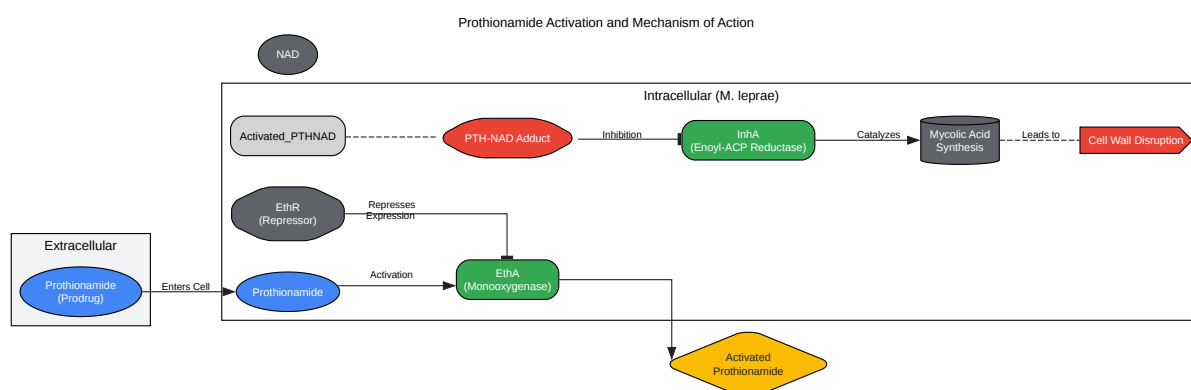 Prothionamide Activation and Mechanism of Action
NAD
Intracellular (M. leprae)
Activated_PTHNAD
PTH-NAD Adduct
Inhibition
InhA
(Enoyl-ACP Reductase)
Catalyzes
Mycolic Acid
Synthesis
Leads to
Cell Wall Disruption
EthR
(Repressor)
Represses
Expression
Extracellular
Prothionamide
(Prodrug)
Enters Cell
Prothionamide
Activation
EthA
(Monooxygenase)
Activated
Prothionamide